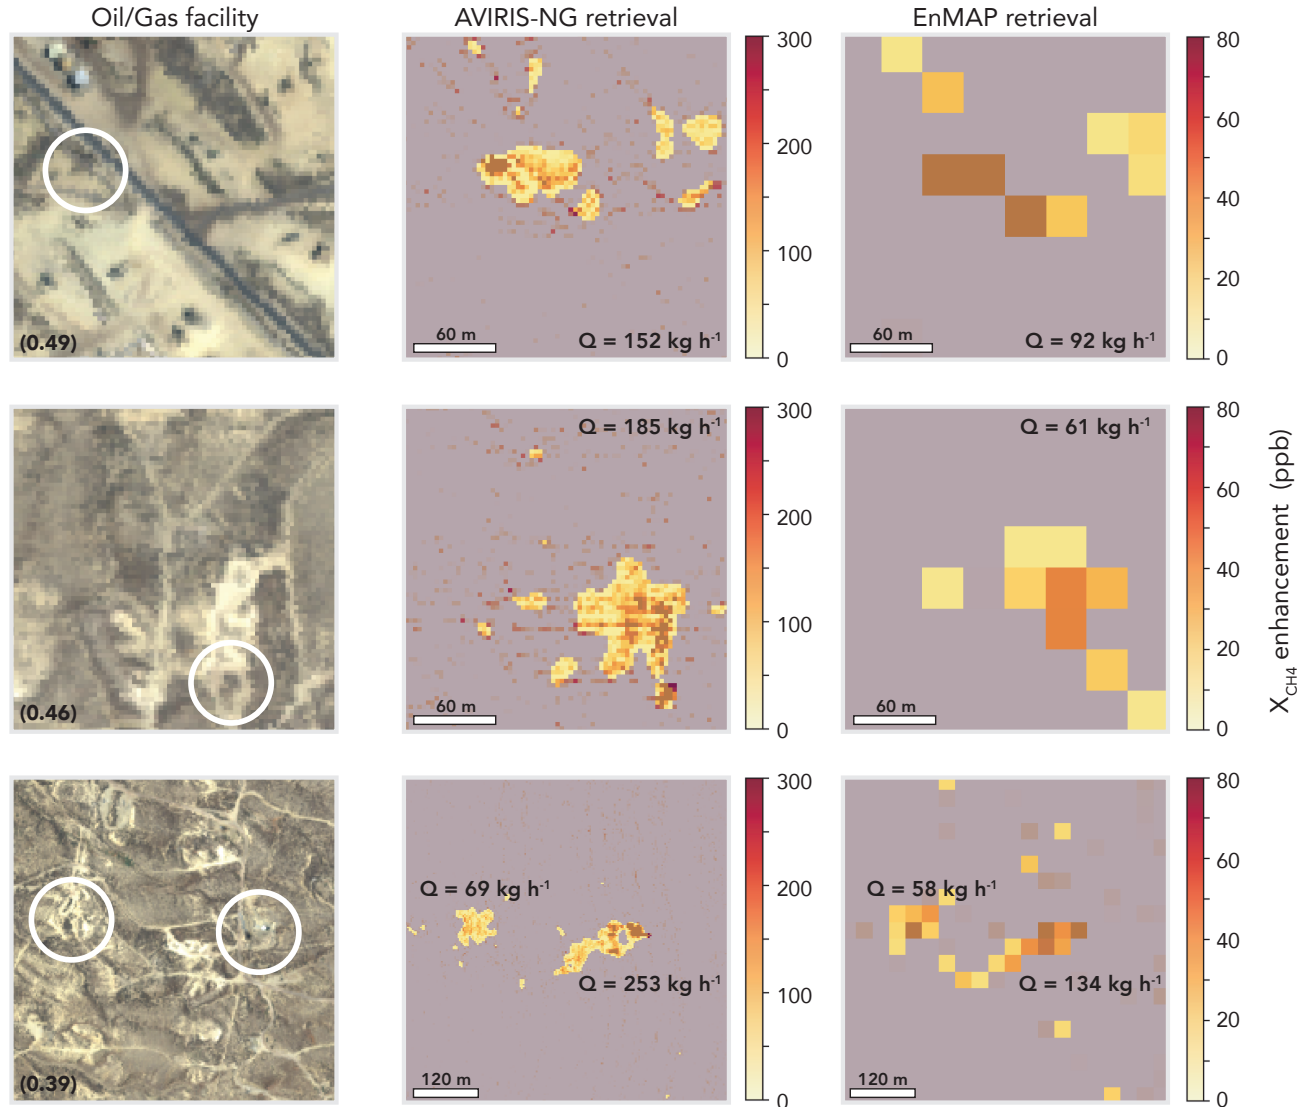 Oil/Gas facility
AVIRIS-NG retrieval
EnMAP retrieval
(0.49)
60 m
Q = 152 kg h⁻¹
300
200
100
0
60 m
Q = 92 kg h⁻¹
80
60
40
20
0
(0.46)
Q = 185 kg h⁻¹
60 m
300
200
100
0
Q = 61 kg h⁻¹
60 m
80
60
40
20
0
X_CH4 enhancement (ppb)
(0.39)
Q = 69 kg h⁻¹
Q = 253 kg h⁻¹
120 m
300
200
100
0
Q = 58 kg h⁻¹
Q = 134 kg h⁻¹
120 m
80
60
40
20
0